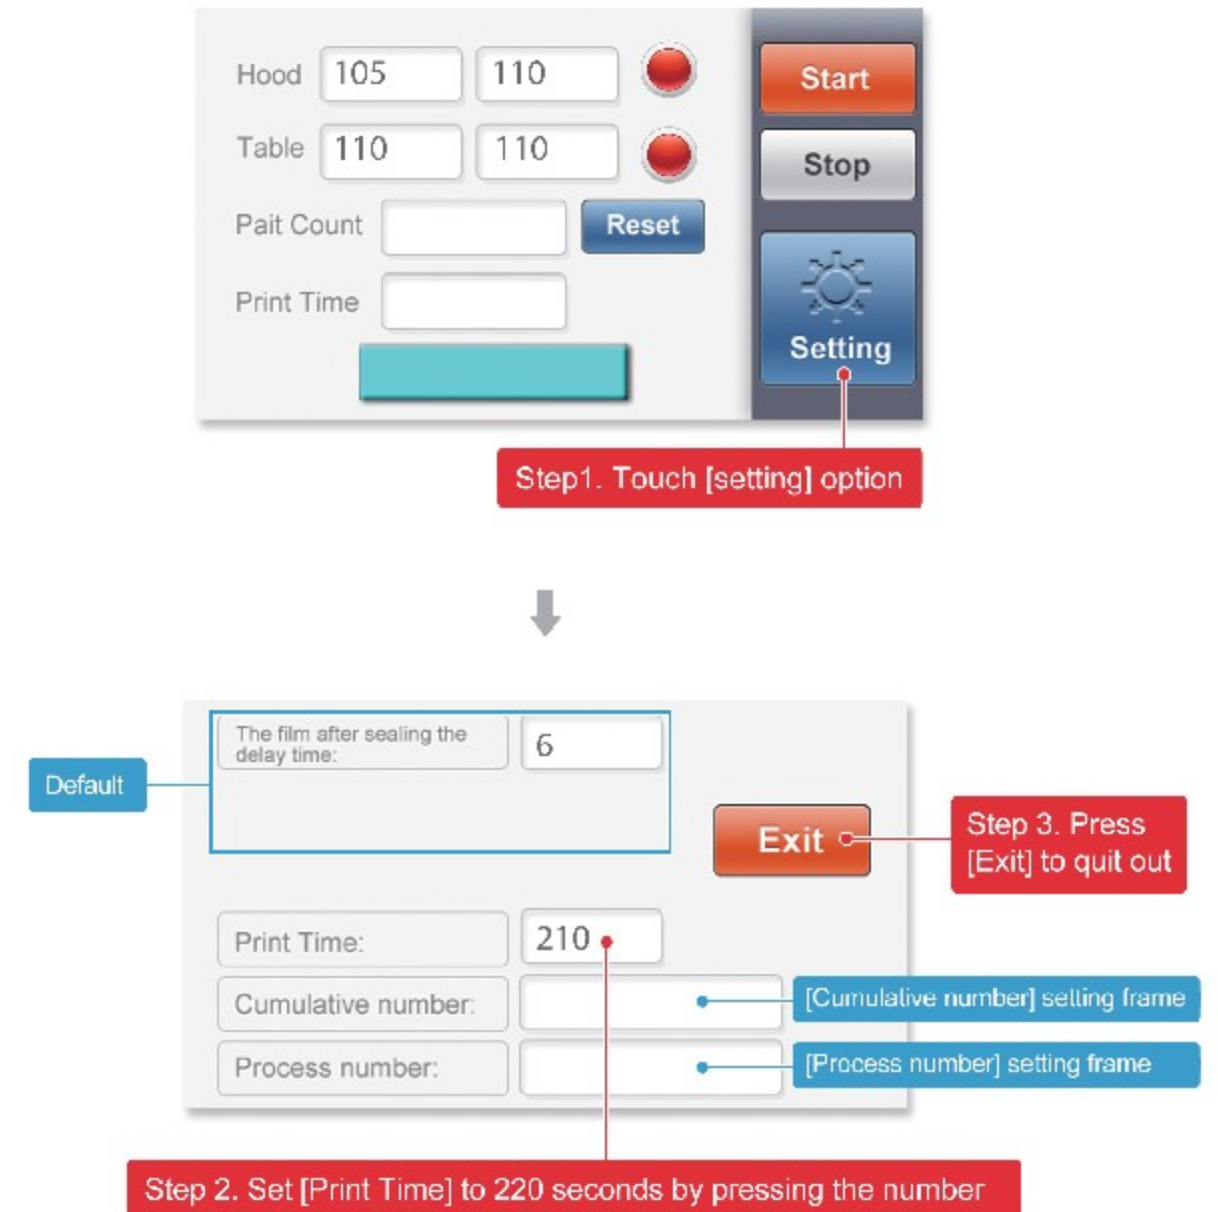 Hood 105 110
Start
Table 110 110
Stop
Pait Count
Reset
Print Time
Setting
Step1. Touch [setting] option
The film after sealing the
delay time:
6
Default
Exit
Step 3. Press
[Exit] to quit out
Print Time:
210
Cumulative number:
[Cumulative number] setting frame
Process number:
[Process number] setting frame
Step 2. Set [Print Time] to 220 seconds by pressing the number